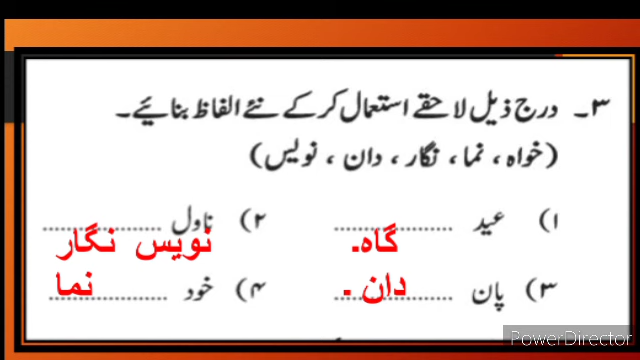 ۳۔ درج ذیل لاحقے استعمال کر کے نئے الفاظ بنائیے۔
(خواہ ، نما ، نگار ، دان ، نویس)
۱) عید .................... ۲) ناول ....................
گاہ۔ نویس نگار
۳) پان .................... ۴) خود ....................
دان ۔ نما
PowerDirector